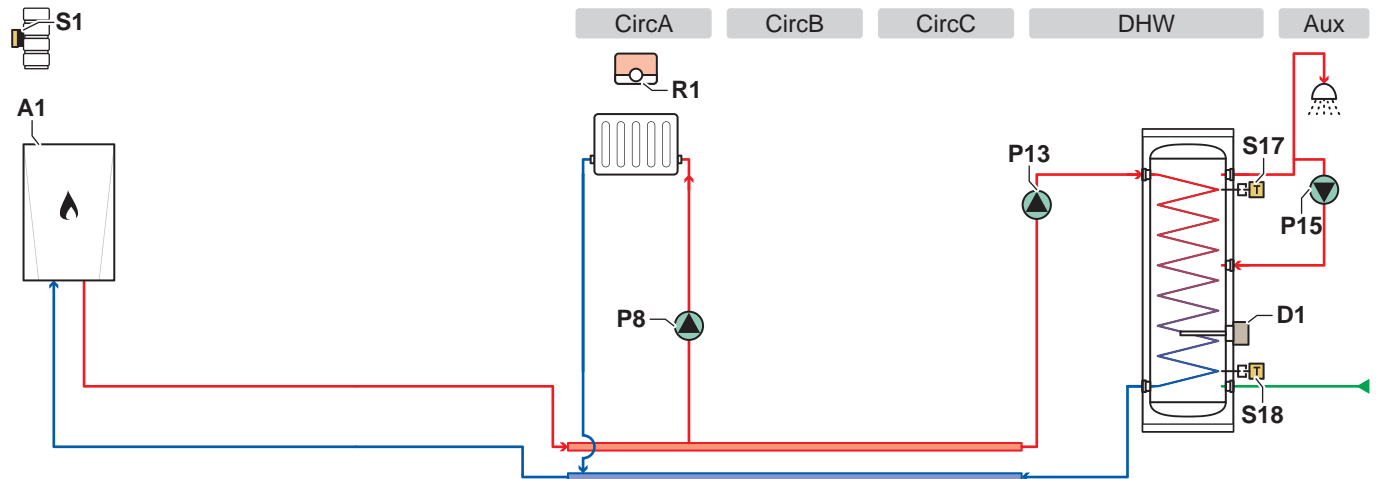 S1
CircA
CircB
CircC
DHW
Aux
R1
A1
S17
P13
T
P15
P8
D1
T
S18